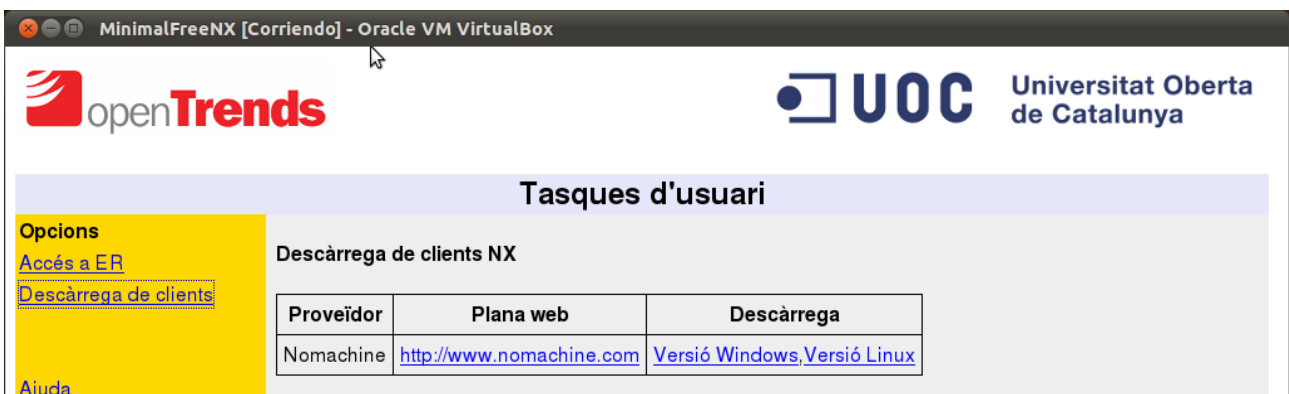 MinimalFreeNX [Corriendo] - Oracle VM VirtualBox
openTrends
UOC Universitat Oberta
de Catalunya
Tasques d'usuari
Opcions
Accés a ER
Descàrrega de clients
Ajuda
Descàrrega de clients NX
Proveïdor Plana web Descàrrega
Nomachine http://www.nomachine.com Versió Windows,Versió Linux